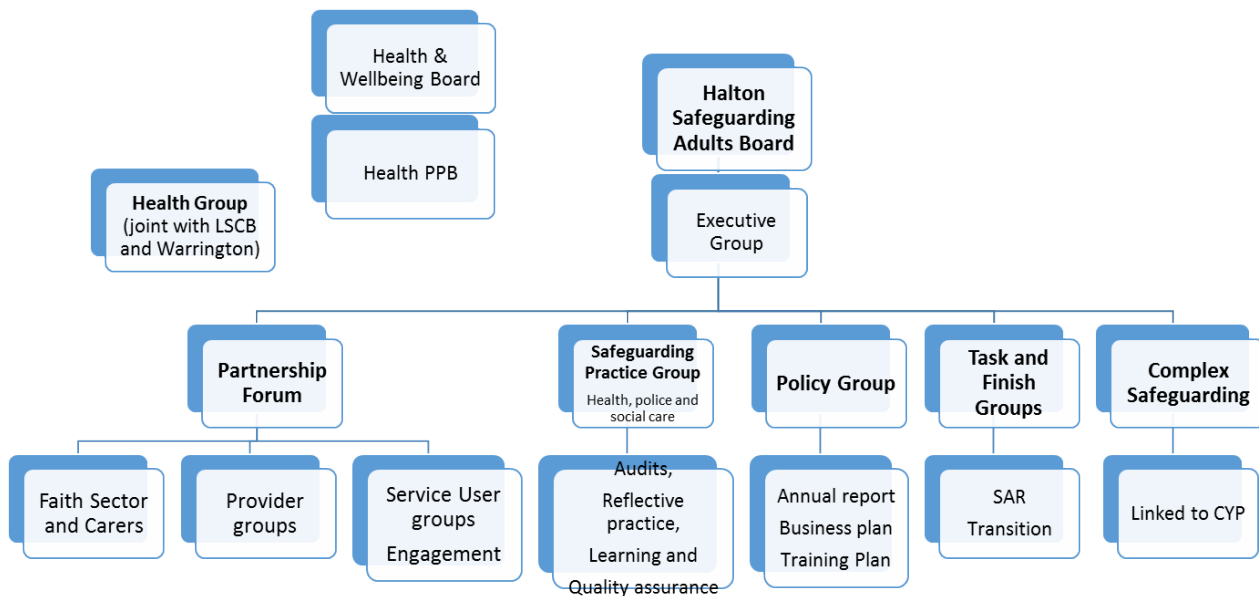 Health &
Wellbeing Board
Halton
Safeguarding
Adults Board
Health PPB
Health Group
(joint with LSCB
and Warrington)
Executive
Group
Partnership
Forum
Safeguarding
Practice Group
Health, police and
social care
Policy Group
Task and
Finish
Groups
Complex
Safeguarding
Faith Sector
and Carers
Provider
groups
Service User
groups
Engagement
Audits,
Reflective
practice,
Learning and
Quality assurance
Annual report
Business plan
Training Plan
SAR
Transition
Linked to CYP